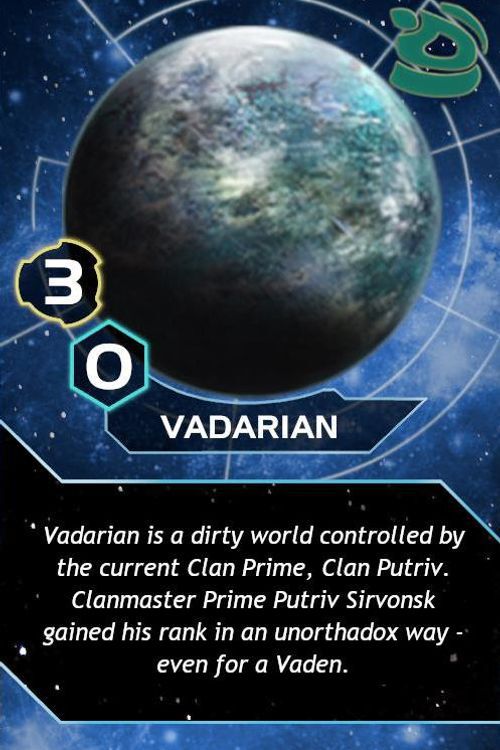 3
0
VADARIAN
Vadarian is a dirty world controlled by
the current Clan Prime, Clan Putriv.
Clanmaster Prime Putriv Sirvonsk
gained his rank in an unorthadox way -
even for a Vaden.